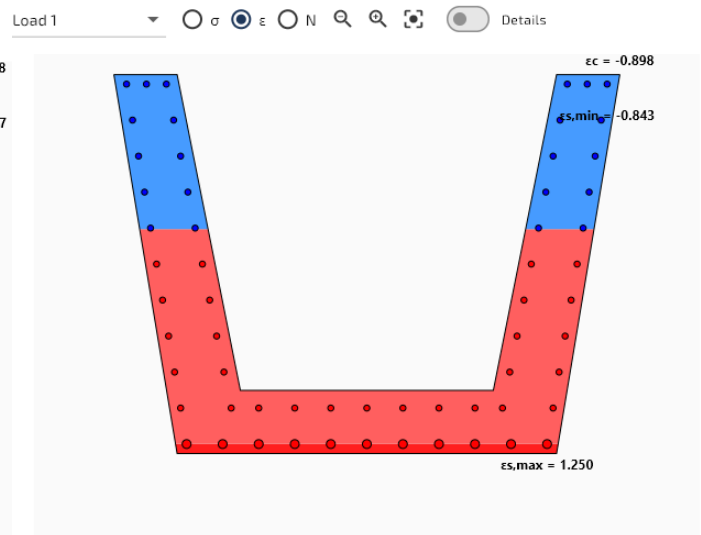 Load 1 σ ε N Details
8
εc = -0.898
εs,min = -0.843
7
εs,max = 1.250